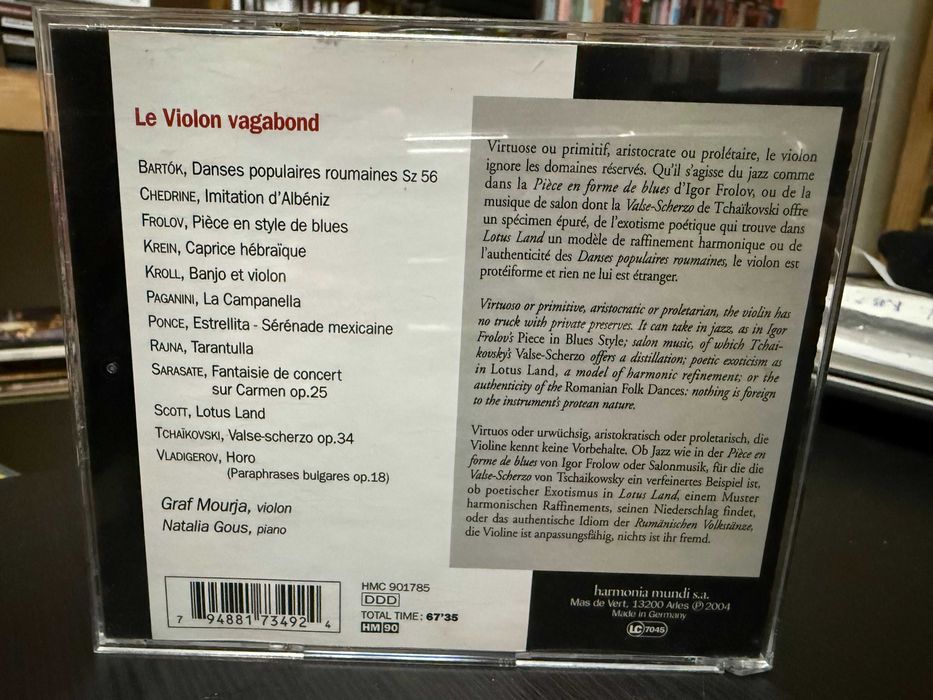 Le Violon vagabond
BARTÓK, Danses populaires roumaines Sz 56
CHEDRINE, Imitation d'Albéniz
FROLOV, Pièce en style de blues
KREIN, Caprice hébraïque
KROLL, Banjo et violon
PAGANINI, La Campanella
PONCE, Estrellita - Sérénade mexicaine
RAJNA, Tarantulla
SARASATE, Fantaisie de concert
sur Carmen op.25
SCOTT, Lotus Land
TCHAÏKOVSKI, Valse-scherzo op.34
VLADIGEROV, Horo
(Paraphrases bulgares op.18)
Graf Mourja, violon
Natalia Gous, piano
7 94881 73492 4
HMC 901785
DDD
TOTAL TIME : 67'35
HM 90
Virtuose ou primitif, aristocrate ou prolétaire, le violon
ignore les domaines réservés. Qu'il s'agisse du jazz comme
dans la Pièce en forme de blues d'Igor Frolov, ou de la
musique de salon dont la Valse-Scherzo de Tchaïkovski offre
un spécimen épuré, de l'exotisme poétique qui trouve dans
Lotus Land un modèle de raffinement harmonique ou de
l'authenticité des Danses populaires roumaines, le violon est
protéiforme et rien ne lui est étranger.
Virtuoso or primitive, aristocratic or proletarian, the violin has
no truck with private preserves. It can take in jazz, as in Igor
Frolov's Piece in Blues Style; salon music, of which Tchai-
kovsky's Valse-Scherzo offers a distillation; poetic exoticism as
in Lotus Land, a model of harmonic refinement; or the
authenticity of the Romanian Folk Dances: nothing is foreign
to the instrument's protean nature.
Virtuos oder urwüchsig, aristokratisch oder proletarisch, die
Violine kennt keine Vorbehalte. Ob Jazz wie in der Pièce en
forme de blues von Igor Frolow oder Salonmusik, für die die
Valse-Scherzo von Tschaikowsky ein verfeinertes Beispiel ist,
ob poetischer Exotismus in Lotus Land, einem Muster
harmonischen Raffinements, seinen Niederschlag findet,
oder das authentische Idiom der Rumänischen Volkstänze,
die Violine ist anpassungsfähig, nichts ist ihr fremd.
harmonia mundi s.a.
Mas de Vert, 13200 Arles Ⓟ 2004
Made in Germany
LC 7045